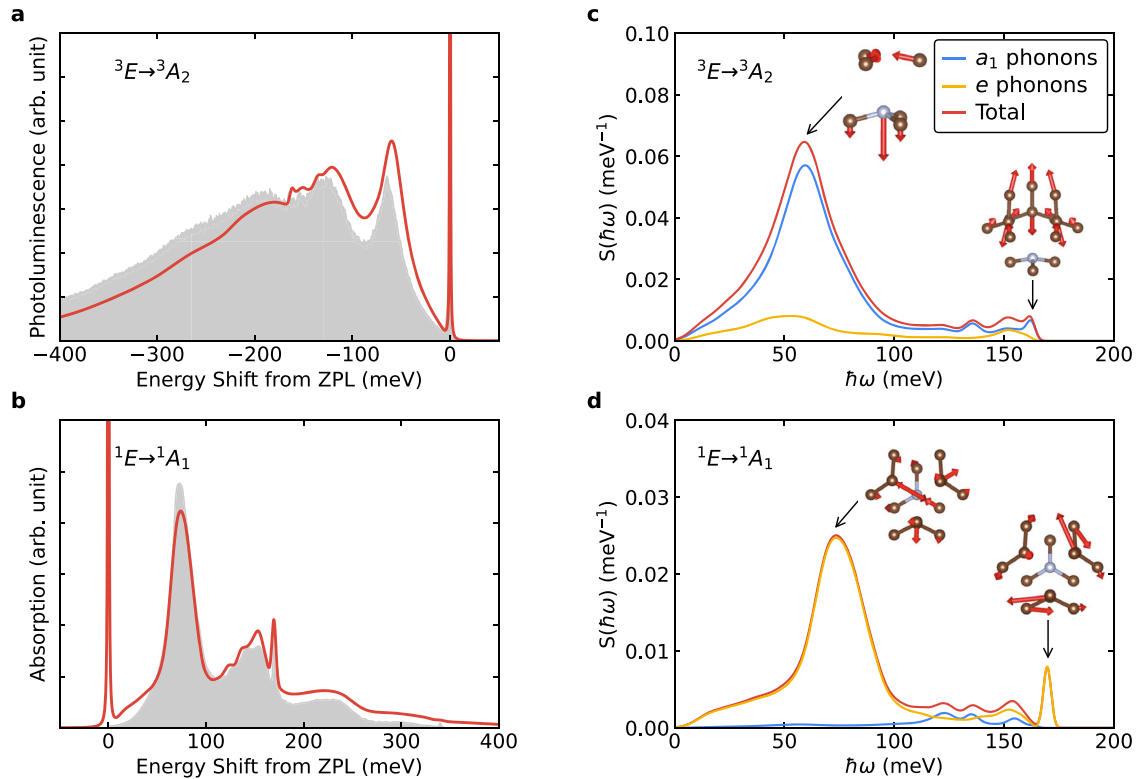 a
³E→³A₂
Photoluminescence (arb. unit)
−400 −300 −200 −100 0
Energy Shift from ZPL (meV)
b
¹E→¹A₁
Absorption (arb. unit)
0 100 200 300 400
Energy Shift from ZPL (meV)
c
³E→³A₂
a₁ phonons
e phonons
Total
S(ℏω) (meV⁻¹)
0.10
0.08
0.06
0.04
0.02
0.00
0 50 100 150 200
ℏω (meV)
d
¹E→¹A₁
S(ℏω) (meV⁻¹)
0.04
0.03
0.02
0.01
0.00
0 50 100 150 200
ℏω (meV)